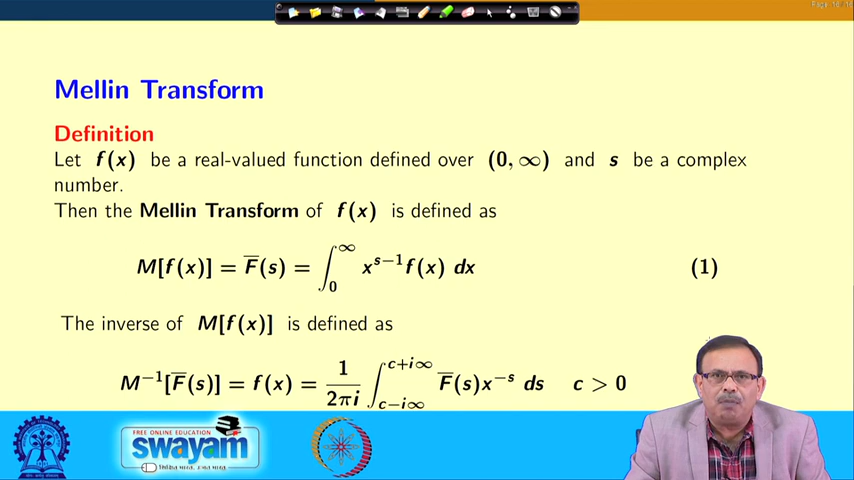 Mellin Transform
Definition
Let f(x) be a real-valued function defined over (0, ∞) and s be a complex
number.
Then the Mellin Transform of f(x) is defined as
M[f(x)] = F̅(s) = ∫₀^∞ x^{s−1} f(x) dx (1)
The inverse of M[f(x)] is defined as
M⁻¹[F̅(s)] = f(x) = 1/(2πi) ∫_{c−i∞}^{c+i∞} F̅(s)x^{−s} ds c > 0
FREE ONLINE EDUCATION
swayam